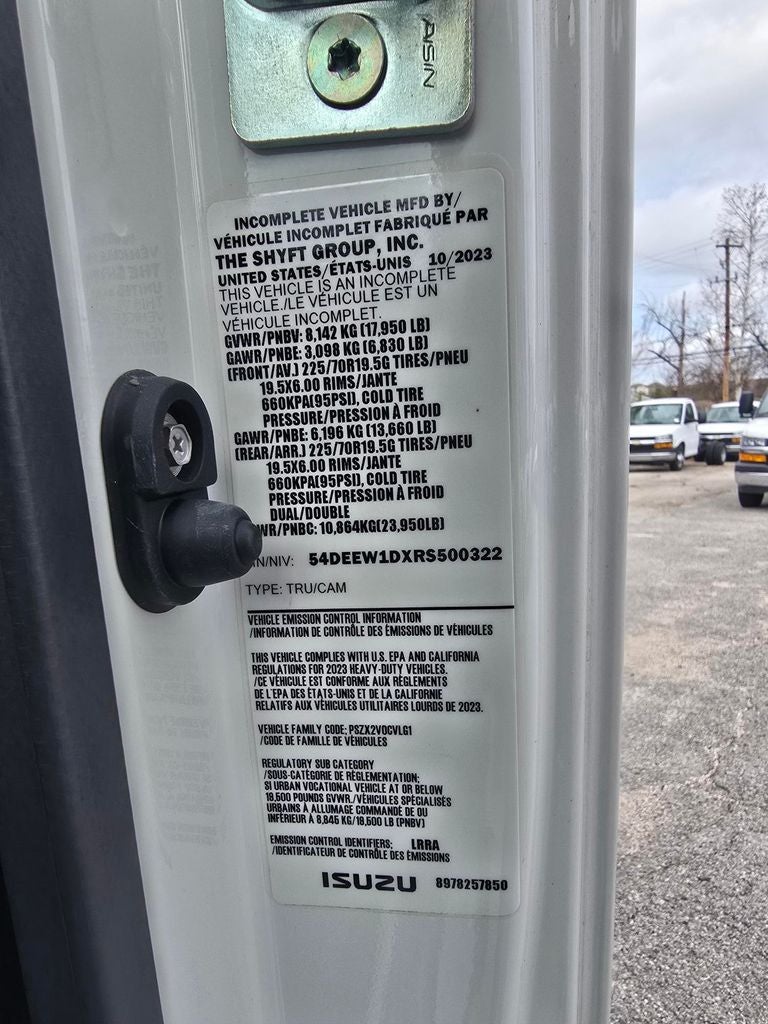 AISIN
INCOMPLETE VEHICLE MFD BY/
VÉHICULE INCOMPLET FABRIQUÉ PAR
THE SHYFT GROUP, INC.
UNITED STATES/ÉTATS-UNIS 10/2023
THIS VEHICLE IS AN INCOMPLETE
VEHICLE./LE VÉHICULE EST UN
VÉHICULE INCOMPLET.
GVWR/PNBV: 8,142 KG (17,950 LB)
GAWR/PNBE: 3,098 KG (6,830 LB)
(FRONT/AV.) 225/70R19.5G TIRES/PNEU
19.5X6.00 RIMS/JANTE
660KPA(95PSI), COLD TIRE
PRESSURE/PRESSION À FROID
GAWR/PNBE: 6,196 KG (13,660 LB)
(REAR/ARR.) 225/70R19.5G TIRES/PNEU
19.5X6.00 RIMS/JANTE
660KPA(95PSI), COLD TIRE
PRESSURE/PRESSION À FROID
DUAL/DOUBLE
WR/PNBC: 10,864KG(23,950LB)
IN/NIV: 54DEEW1DXRS500322
TYPE: TRU/CAM
VEHICLE EMISSION CONTROL INFORMATION
/INFORMATION DE CONTRÔLE DES ÉMISSIONS DE VÉHICULES
THIS VEHICLE COMPLIES WITH U.S. EPA AND CALIFORNIA
REGULATIONS FOR 2023 HEAVY-DUTY VEHICLES.
/CE VÉHICULE EST CONFORME AUX RÈGLEMENTS
DE L'EPA DES ÉTATS-UNIS ET DE LA CALIFORNIE
RELATIFS AUX VÉHICULES UTILITAIRES LOURDS DE 2023.
VEHICLE FAMILY CODE; PSZX2VOCVLG1
/CODE DE FAMILLE DE VÉHICULES
REGULATORY SUB CATEGORY
/SOUS-CATÉGORIE DE RÉGLEMENTATION;
SI URBAN VOCATIONAL VEHICLE AT OR BELOW
19,500 POUNDS GVWR./VÉHICULES SPÉCIALISÉS
URBAINS À ALLUMAGE COMMANDÉ DE OU
INFÉRIEUR À 8,845 KG/19,500 LB (PNBV)
EMISSION CONTROL IDENTIFIERS; LRRA
/IDENTIFICATEUR DE CONTRÔLE DES ÉMISSIONS
ISUZU 8978257850